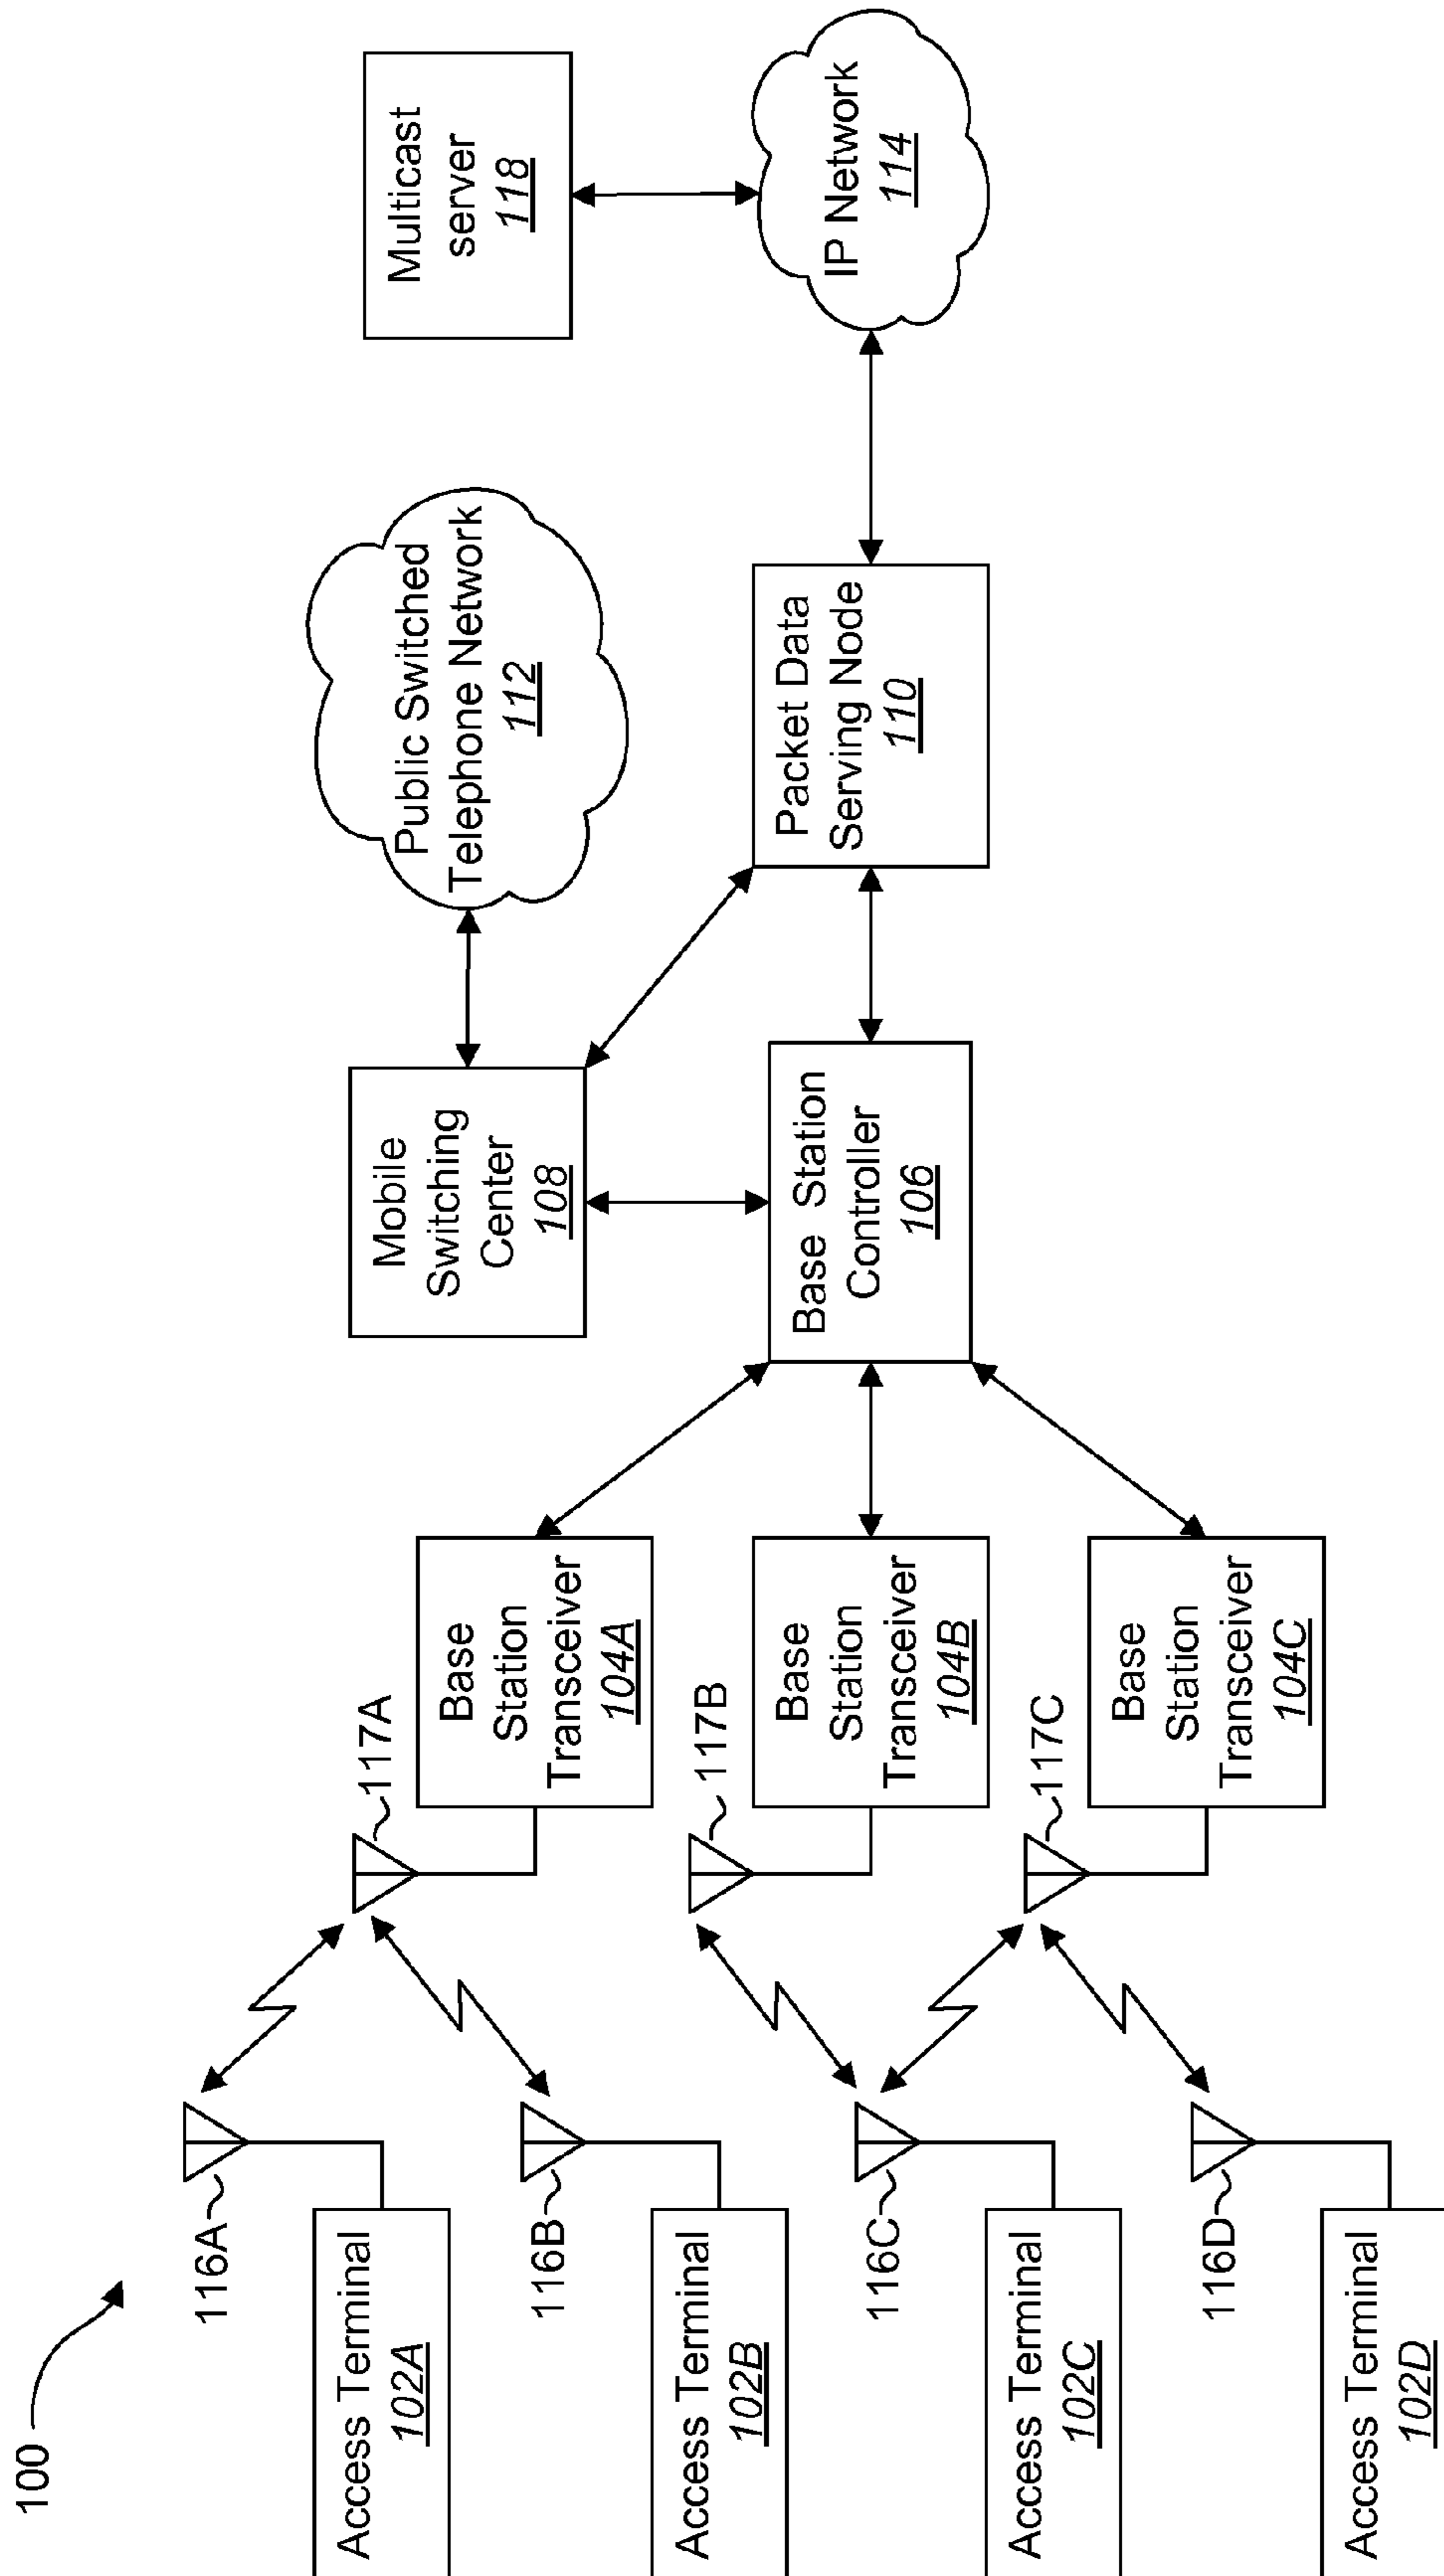 100
116A
Access Terminal
102A
116B
Access Terminal
102B
116C
Access Terminal
102C
116D
Access Terminal
102D
117A
Base
Station
Transceiver
104A
117B
Base
Station
Transceiver
104B
117C
Base
Station
Transceiver
104C
Mobile
Switching
Center
108
Base Station
Controller
106
Public Switched
Telephone Network
112
Packet Data
Serving Node
110
Multicast
server
118
IP Network
114